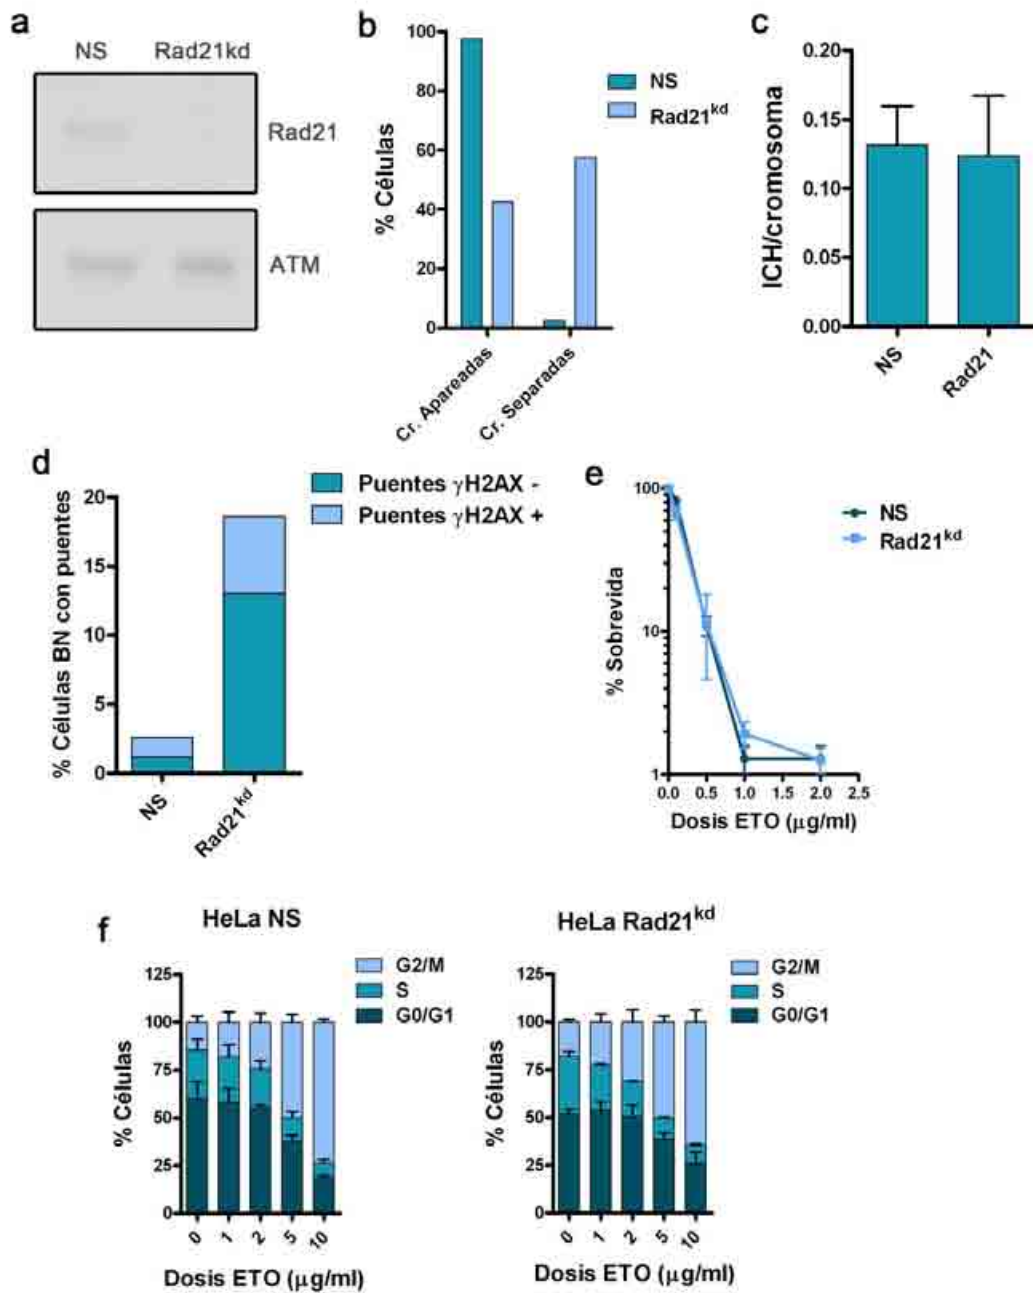 a
NS Rad21kd
Rad21
ATM
b
100
80
60
40
20
0
% Células
Cr. Apareadas
Cr. Separadas
NS
Rad21kd
c
0.20
0.15
0.10
0.05
0.00
ICH/cromosoma
NS
Rad21
d
Puentes γH2AX -
Puentes γH2AX +
20
15
10
5
0
% Células BN con puentes
NS
Rad21kd
e
100
10
1
% Sobrevida
0.0 0.5 1.0 1.5 2.0 2.5
Dosis ETO (μg/ml)
NS
Rad21kd
f
HeLa NS
125
100
75
50
25
0
% Células
0 1 2 5 10
Dosis ETO (μg/ml)
G2/M
S
G0/G1
HeLa Rad21kd
125
100
75
50
25
0
% Células
0 1 2 5 10
Dosis ETO (μg/ml)
G2/M
S
G0/G1